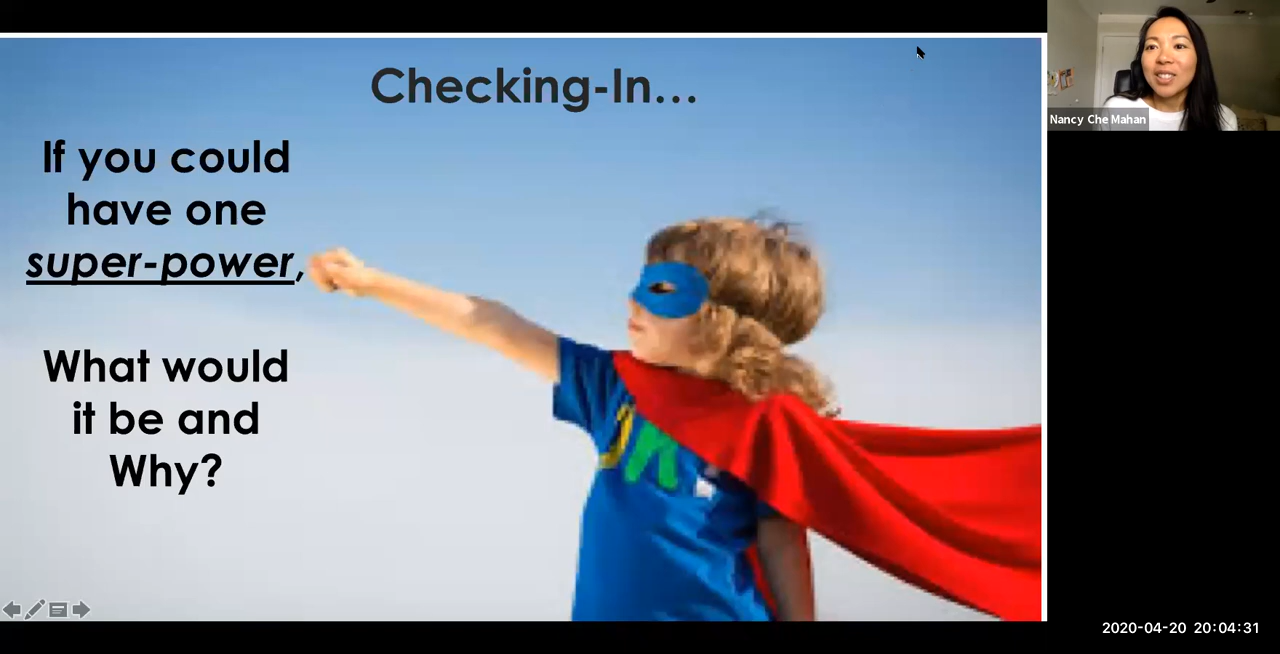 Checking-In...
If you could
have one
super-power,
What would
it be and
Why?
Nancy Che Mahan
2020-04-20 20:04:31